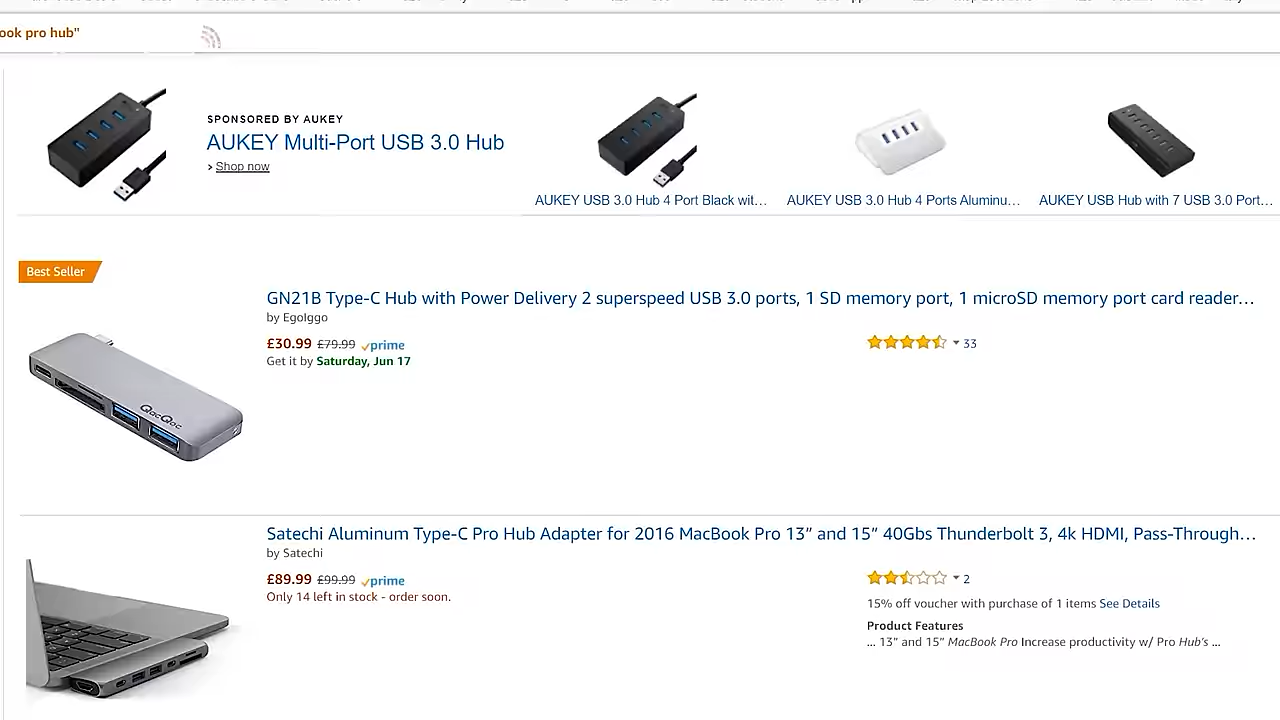 ook pro hub"
SPONSORED BY AUKEY
AUKEY Multi-Port USB 3.0 Hub
› Shop now
AUKEY USB 3.0 Hub 4 Port Black wit...
AUKEY USB 3.0 Hub 4 Ports Aluminu...
AUKEY USB Hub with 7 USB 3.0 Port...
Best Seller
GN21B Type-C Hub with Power Delivery 2 superspeed USB 3.0 ports, 1 SD memory port, 1 microSD memory port card reader...
by EgoIggo
£30.99 £79.99 prime
33
Get it by Saturday, Jun 17
QacQoc
Satechi Aluminum Type-C Pro Hub Adapter for 2016 MacBook Pro 13” and 15” 40Gbs Thunderbolt 3, 4k HDMI, Pass-Through...
by Satechi
£89.99 £99.99 prime
2
Only 14 left in stock - order soon.
15% off voucher with purchase of 1 items See Details
Product Features
... 13” and 15” MacBook Pro Increase productivity w/ Pro Hub's ...